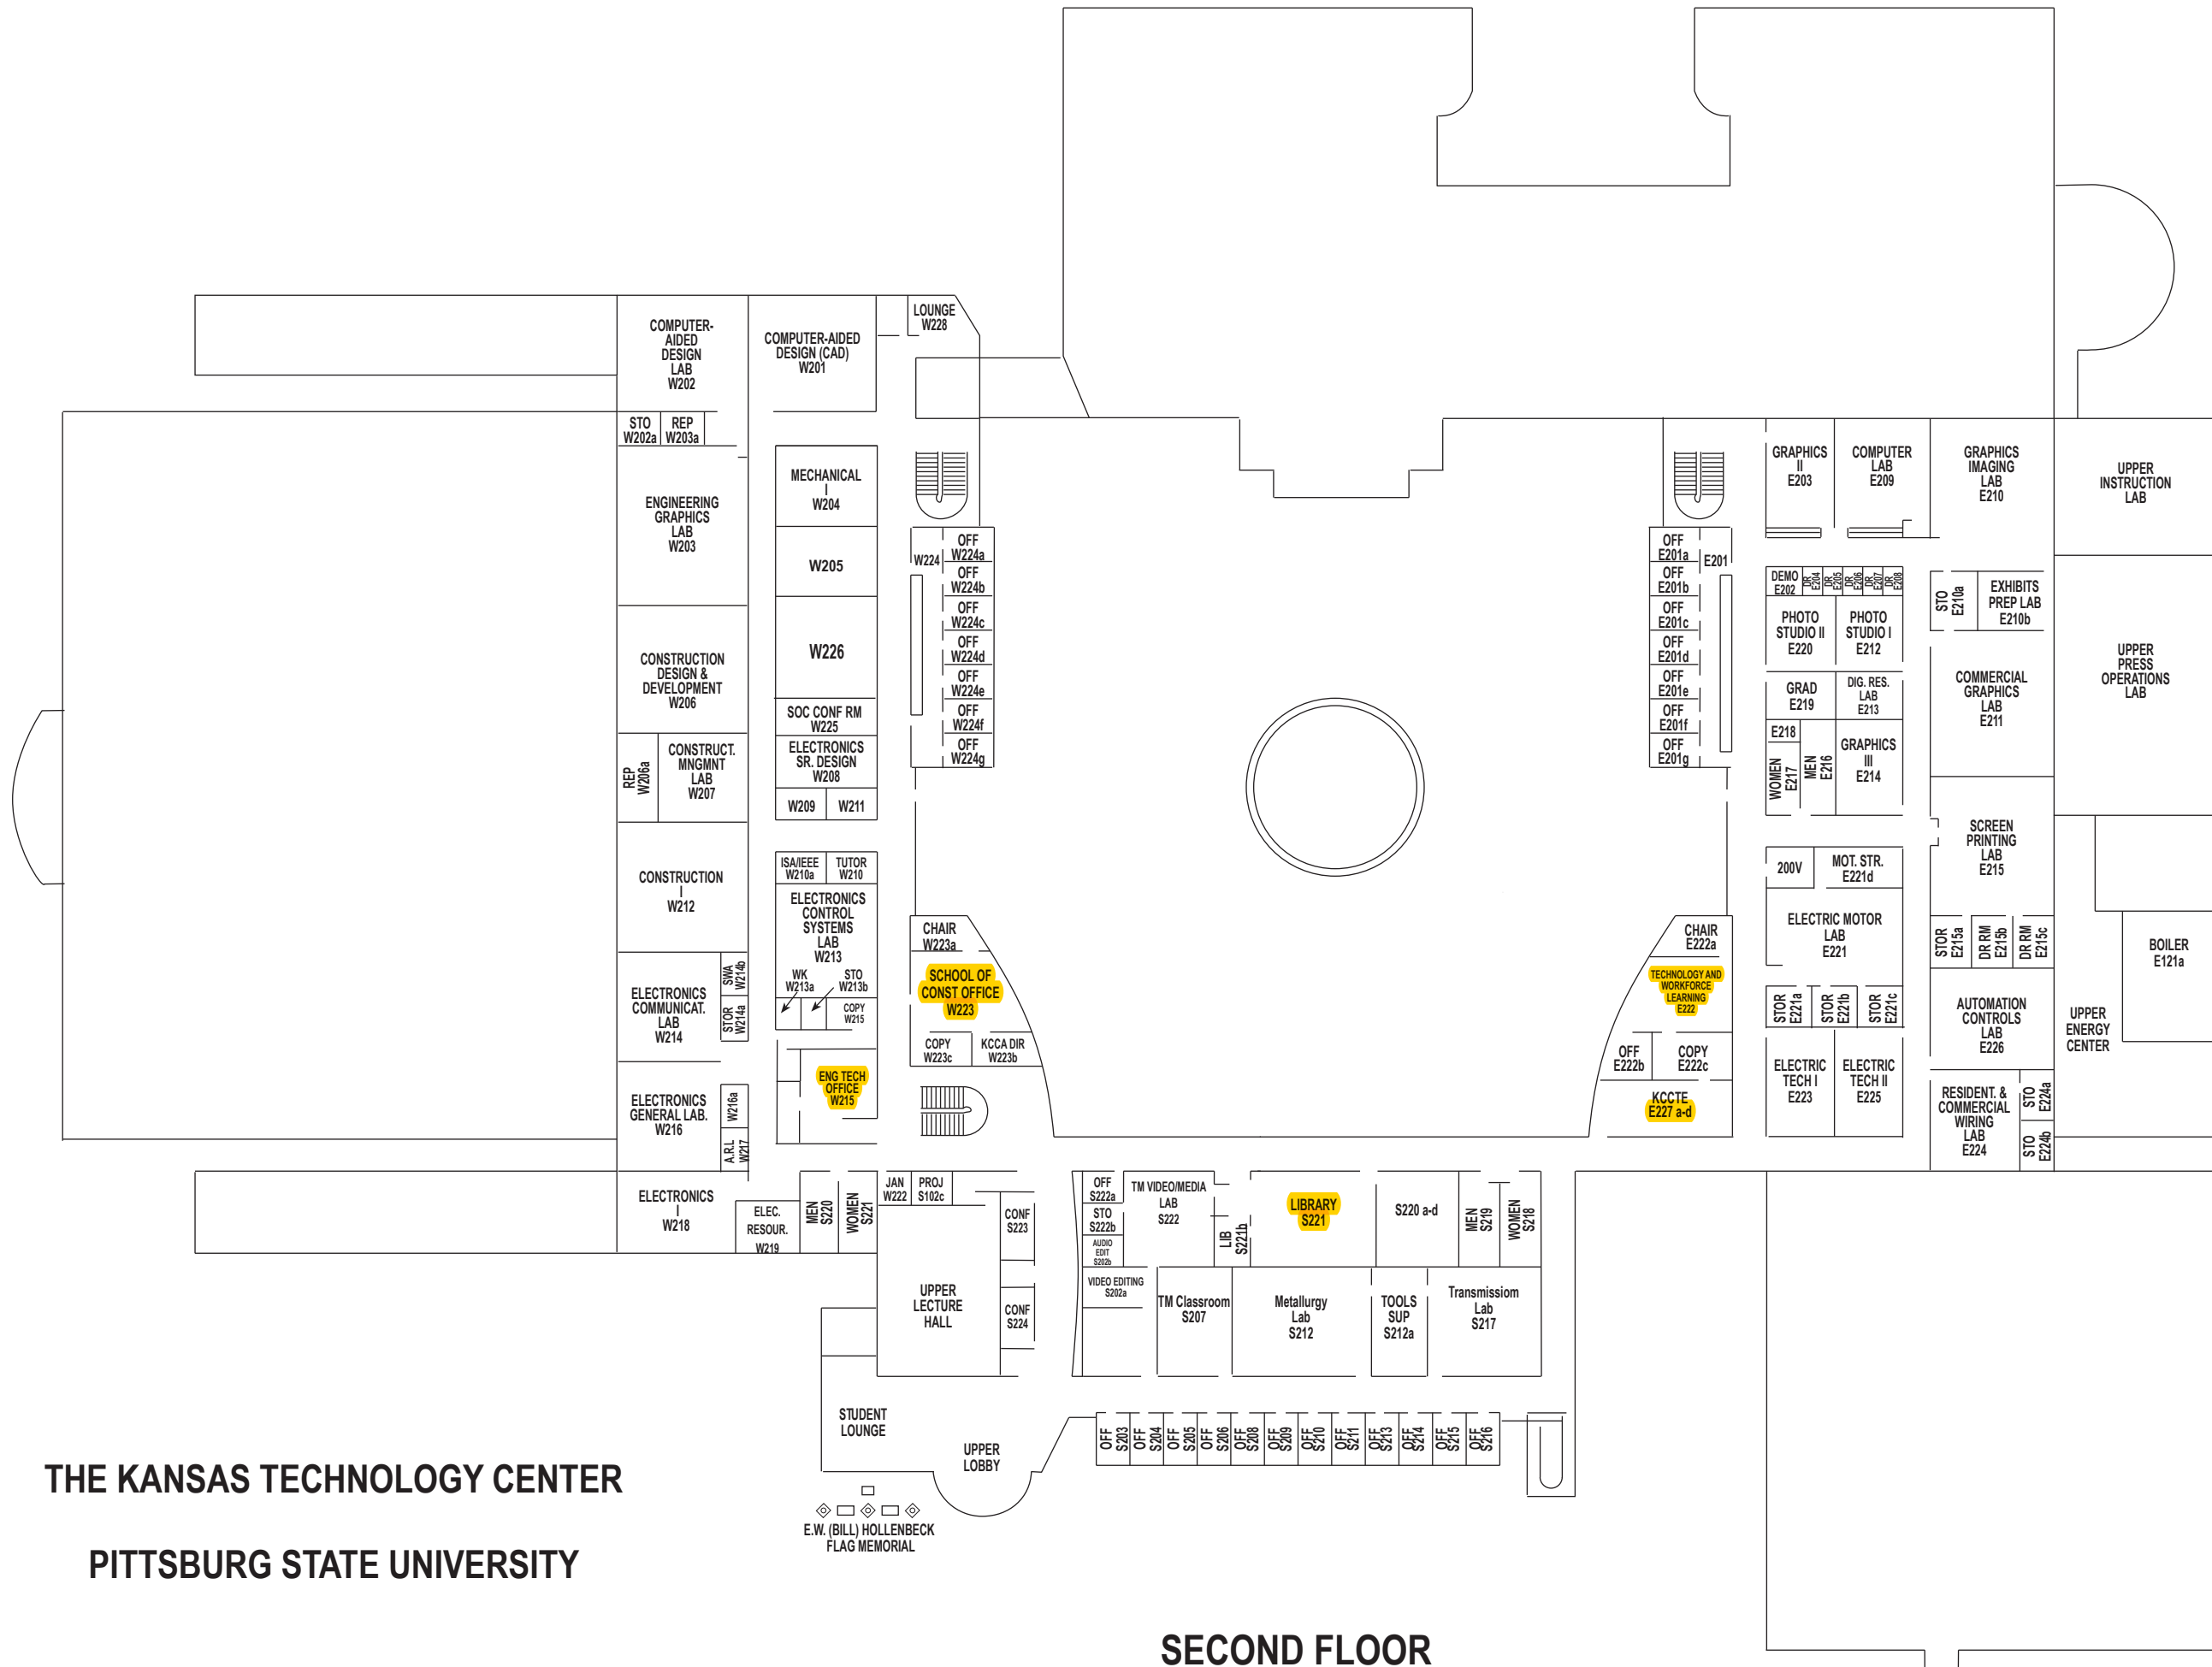 LOUNGE
W228
COMPUTER-
AIDED
DESIGN
LAB
W202
COMPUTER-AIDED
DESIGN (CAD)
W201
STO
W202a
REP
W203a
ENGINEERING
GRAPHICS
LAB
W203
MECHANICAL
I
W204
W205
W226
CONSTRUCTION
DESIGN &
DEVELOPMENT
W206
SOC CONF RM
W225
ELECTRONICS
SR. DESIGN
W208
REP
W206a
CONSTRUCT.
MNGMNT
LAB
W207
W209
W211
ISA/IEEE
W210a
TUTOR
W210
CONSTRUCTION
I
W212
ELECTRONICS
CONTROL
SYSTEMS
LAB
W213
WK
W213a
STO
W213b
COPY
W215
ELECTRONICS
COMMUNICAT.
LAB
W214
SWA
W214b
STOR
W214a
ENG TECH
OFFICE
W215
ELECTRONICS
GENERAL LAB.
W216
W216a
A.R.L
W217
ELECTRONICS
I
W218
ELEC.
RESOUR.
W219
MEN
S220
WOMEN
S221
W224
OFF
W224a
OFF
W224b
OFF
W224c
OFF
W224d
OFF
W224e
OFF
W224f
OFF
W224g
CHAIR
W223a
SCHOOL OF
CONST OFFICE
W223
COPY
W223c
KCCA DIR
W223b
OFF
E201a
E201
OFF
E201b
OFF
E201c
OFF
E201d
OFF
E201e
OFF
E201f
OFF
E201g
CHAIR
E222a
TECHNOLOGY AND
WORKFORCE
LEARNING
E222
OFF
E222b
COPY
E222c
KCCTE
E227 a-d
GRAPHICS
II
E203
COMPUTER
LAB
E209
GRAPHICS
IMAGING
LAB
E210
UPPER
INSTRUCTION
LAB
DEMO
E202
DR
E204
DR
E205
DR
E206
DR
E207
DR
E208
STO
E210a
EXHIBITS
PREP LAB
E210b
PHOTO
STUDIO II
E220
PHOTO
STUDIO I
E212
GRAD
E219
DIG. RES.
LAB
E213
COMMERCIAL
GRAPHICS
LAB
E211
UPPER
PRESS
OPERATIONS
LAB
E218
WOMEN
E217
MEN
E216
GRAPHICS
III
E214
SCREEN
PRINTING
LAB
E215
200V
MOT. STR.
E221d
ELECTRIC MOTOR
LAB
E221
STOR
E215a
DR RM
E215b
DR RM
E215c
BOILER
E121a
STOR
E221a
STOR
E221b
STOR
E221c
AUTOMATION
CONTROLS
LAB
E226
UPPER
ENERGY
CENTER
ELECTRIC
TECH I
E223
ELECTRIC
TECH II
E225
RESIDENT. &
COMMERCIAL
WIRING
LAB
E224
STO
E224a
STO
E224b
JAN
W222
PROJ
S102c
CONF
S223
CONF
S224
UPPER
LECTURE
HALL
OFF
S222a
STO
S222b
AUDIO
EDIT
S202b
TM VIDEO/MEDIA
LAB
S222
LIB
S221b
LIBRARY
S221
S220 a-d
MEN
S219
WOMEN
S218
VIDEO EDITING
S202a
TM Classroom
S207
Metallurgy
Lab
S212
TOOLS
SUP
S212a
Transmissiom
Lab
S217
STUDENT
LOUNGE
UPPER
LOBBY
OFF
S203
OFF
S204
OFF
S205
OFF
S206
OFF
S208
OFF
S209
OFF
S210
OFF
S211
OFF
S213
OFF
S214
OFF
S215
OFF
S216
E.W. (BILL) HOLLENBECK
FLAG MEMORIAL
THE KANSAS TECHNOLOGY CENTER
PITTSBURG STATE UNIVERSITY
SECOND FLOOR